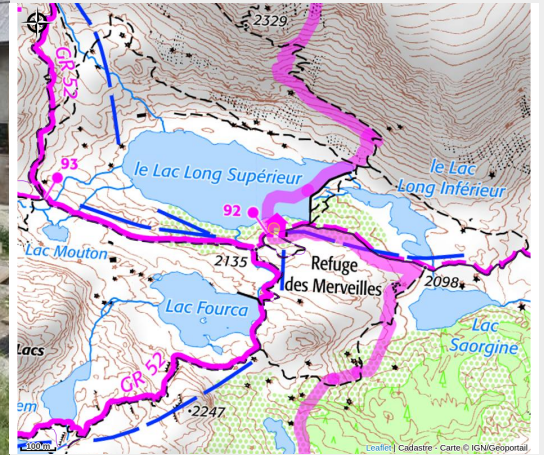 2329
GR 52
le Lac Long Supérieur
le Lac
Long Inférieur
93
92
Lac Mouton
2135
Refuge
des Merveilles
2098
Lac Fourca
Lac
Saorgine
Lacs
GR 52
em
2247
100 m
Leaflet | Cadastre - Carte © IGN/Geoportail